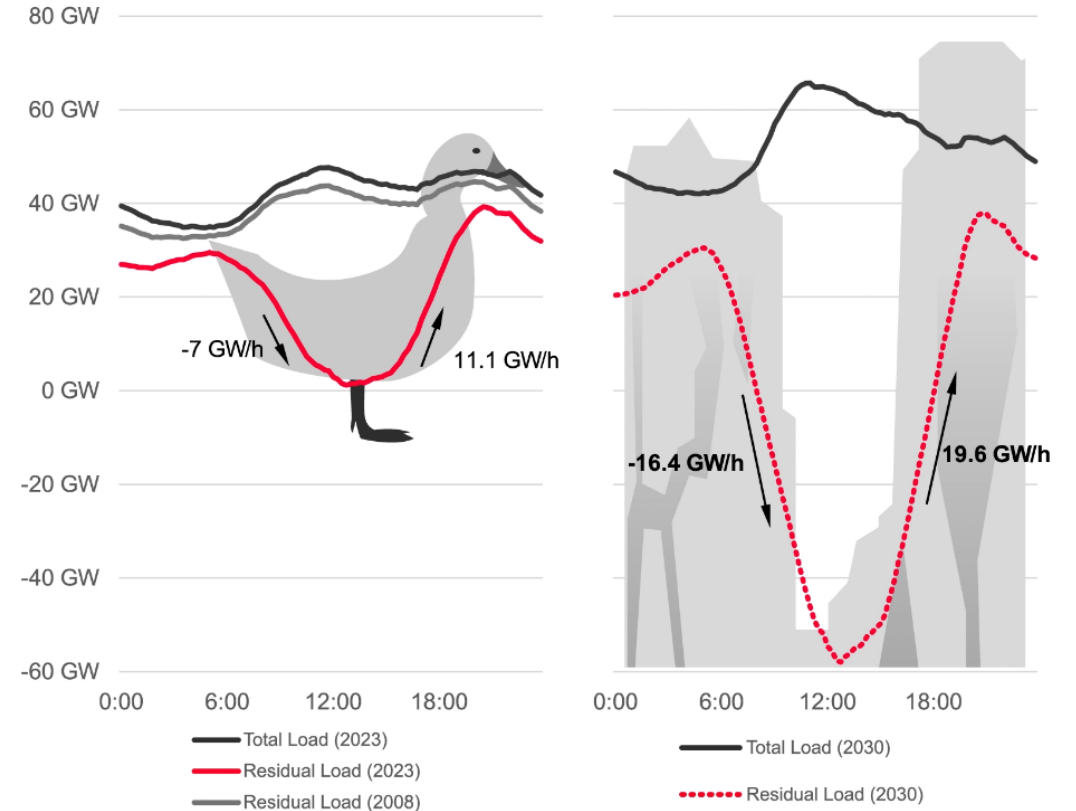 80 GW
60 GW
40 GW
20 GW
0 GW
-20 GW
-40 GW
-60 GW
-7 GW/h
11.1 GW/h
0:00 6:00 12:00 18:00
Total Load (2023)
Residual Load (2023)
Residual Load (2008)
-16.4 GW/h
19.6 GW/h
0:00 6:00 12:00 18:00
Total Load (2030)
Residual Load (2030)